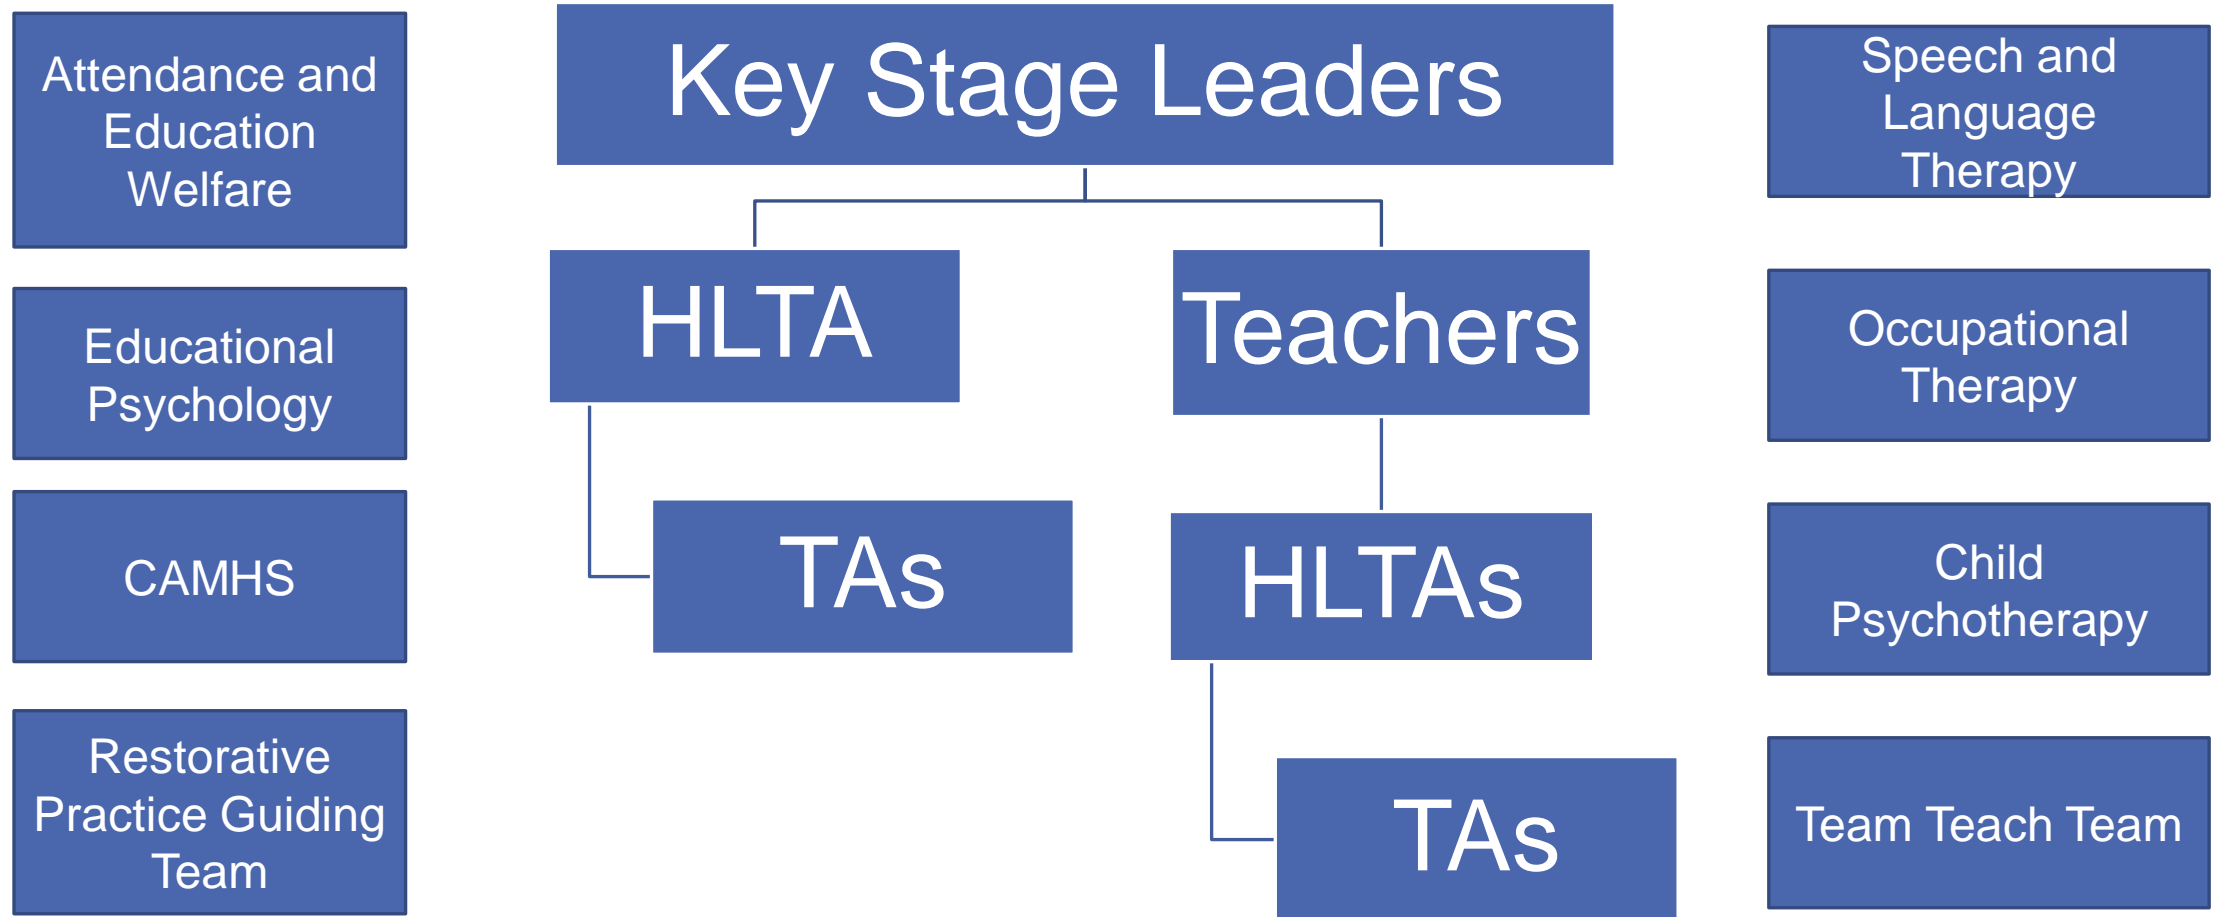 Attendance and
Education
Welfare
Educational
Psychology
CAMHS
Restorative
Practice Guiding
Team
Key Stage Leaders
HLTA
TAs
Teachers
HLTAs
TAs
Speech and
Language
Therapy
Occupational
Therapy
Child
Psychotherapy
Team Teach Team